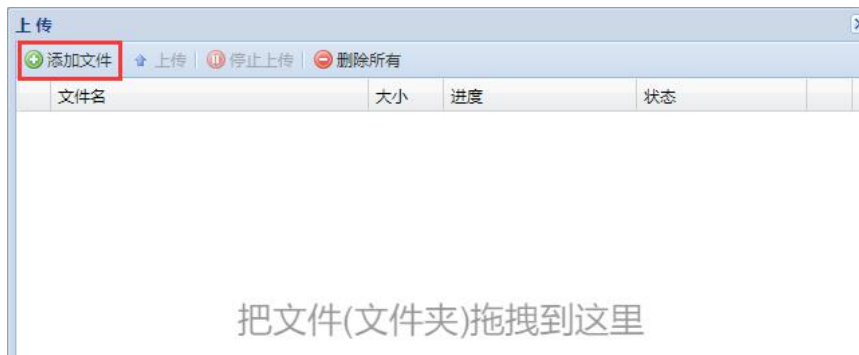 上传
添加文件 上传 停止上传 删除所有
文件名 大小 进度 状态
把文件(文件夹)拖拽到这里